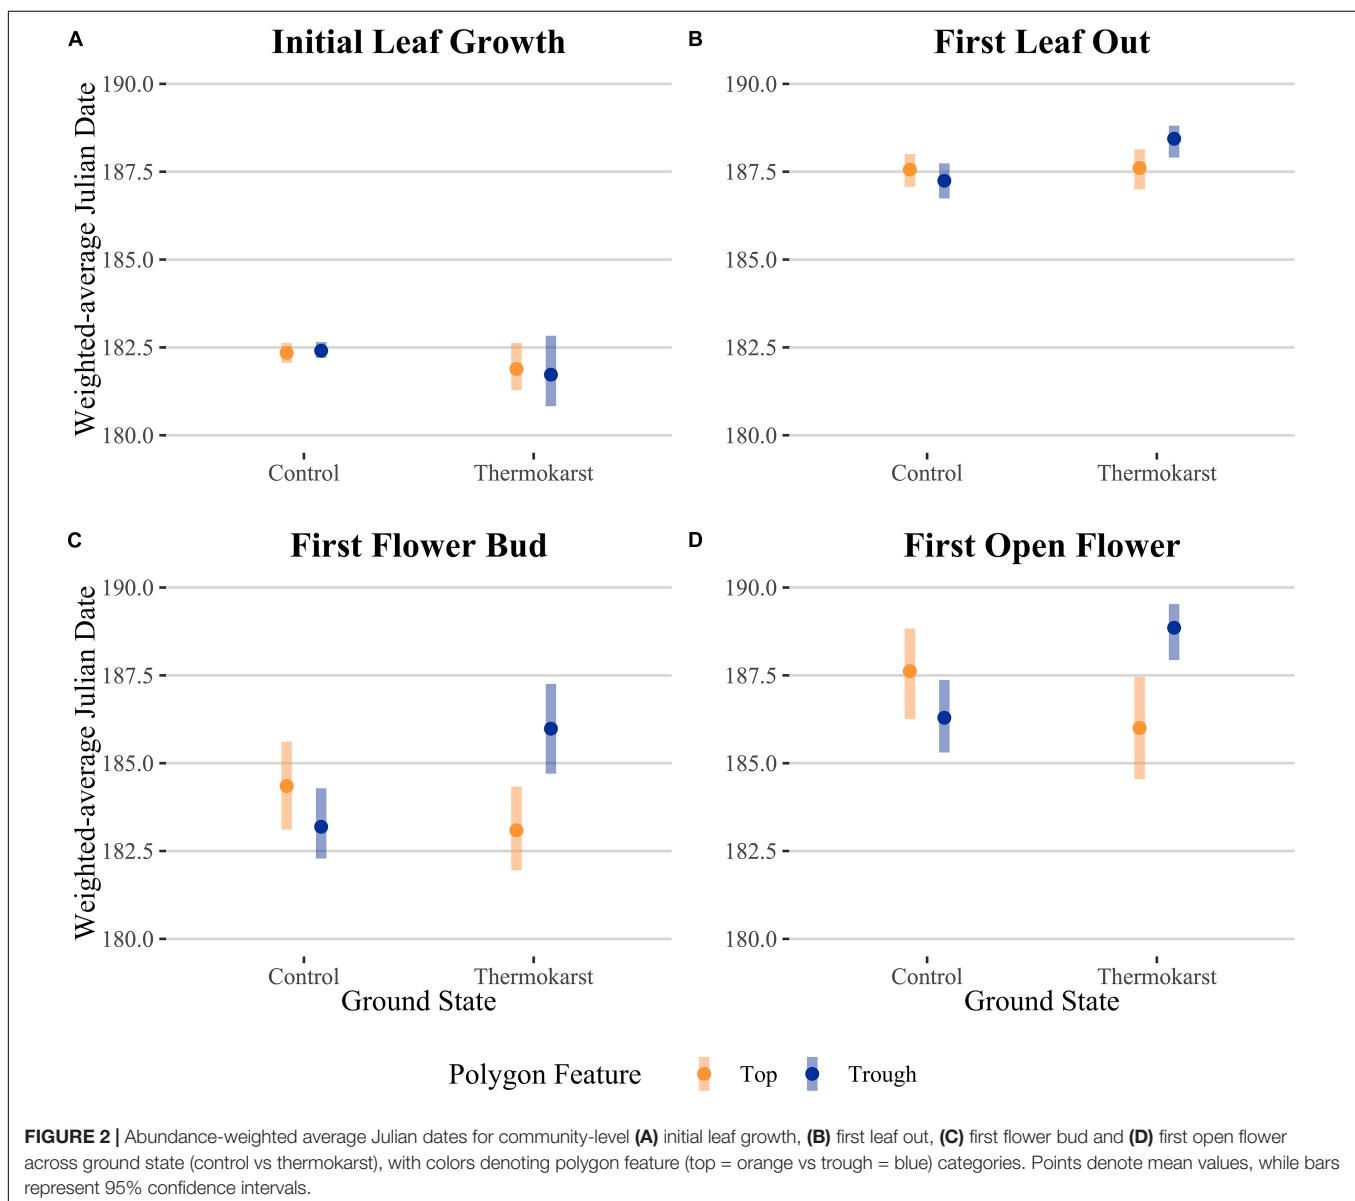 A
Initial Leaf Growth
Weighted-average Julian Date
190.0
187.5
185.0
182.5
180.0
Control
Thermokarst
B
First Leaf Out
190.0
187.5
185.0
182.5
180.0
Control
Thermokarst
C
First Flower Bud
Weighted-average Julian Date
190.0
187.5
185.0
182.5
180.0
Control
Thermokarst
Ground State
D
First Open Flower
190.0
187.5
185.0
182.5
180.0
Control
Thermokarst
Ground State
Polygon Feature
Top
Trough
FIGURE 2 | Abundance-weighted average Julian dates for community-level (A) initial leaf growth, (B) first leaf out, (C) first flower bud and (D) first open flower
across ground state (control vs thermokarst), with colors denoting polygon feature (top = orange vs trough = blue) categories. Points denote mean values, while bars
represent 95% confidence intervals.